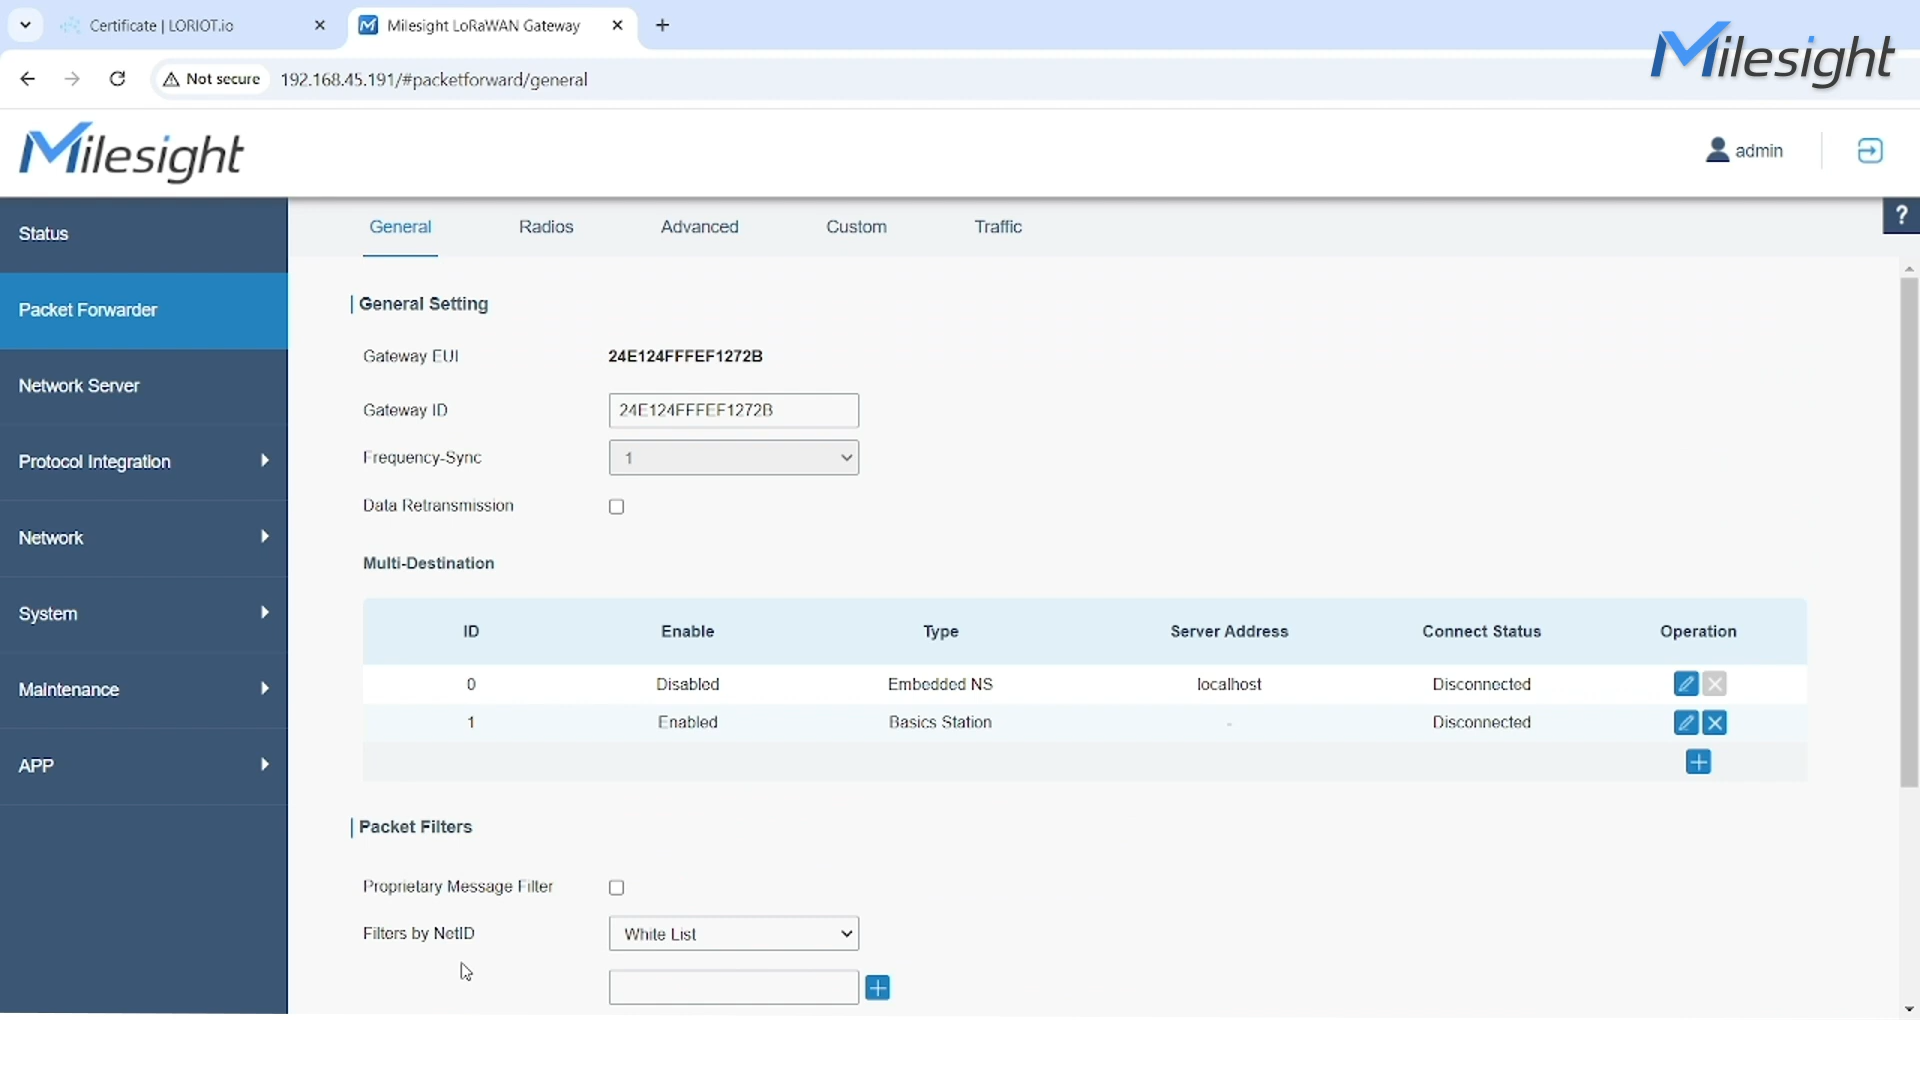 Certificate | LORIOT.io
Milesight LoRaWAN Gateway
Not secure
192.168.45.191/#packetforward/general
Milesight
Milesight
admin
Status
Packet Forwarder
Network Server
Protocol Integration
Network
System
Maintenance
APP
General Radios Advanced Custom Traffic
?
General Setting
Gateway EUI 24E124FFFEF1272B
Gateway ID 24E124FFFEF1272B
Frequency-Sync 1
Data Retransmission
Multi-Destination
ID Enable Type Server Address Connect Status Operation
0 Disabled Embedded NS localhost Disconnected
1 Enabled Basics Station - Disconnected
Packet Filters
Proprietary Message Filter
Filters by NetID White List